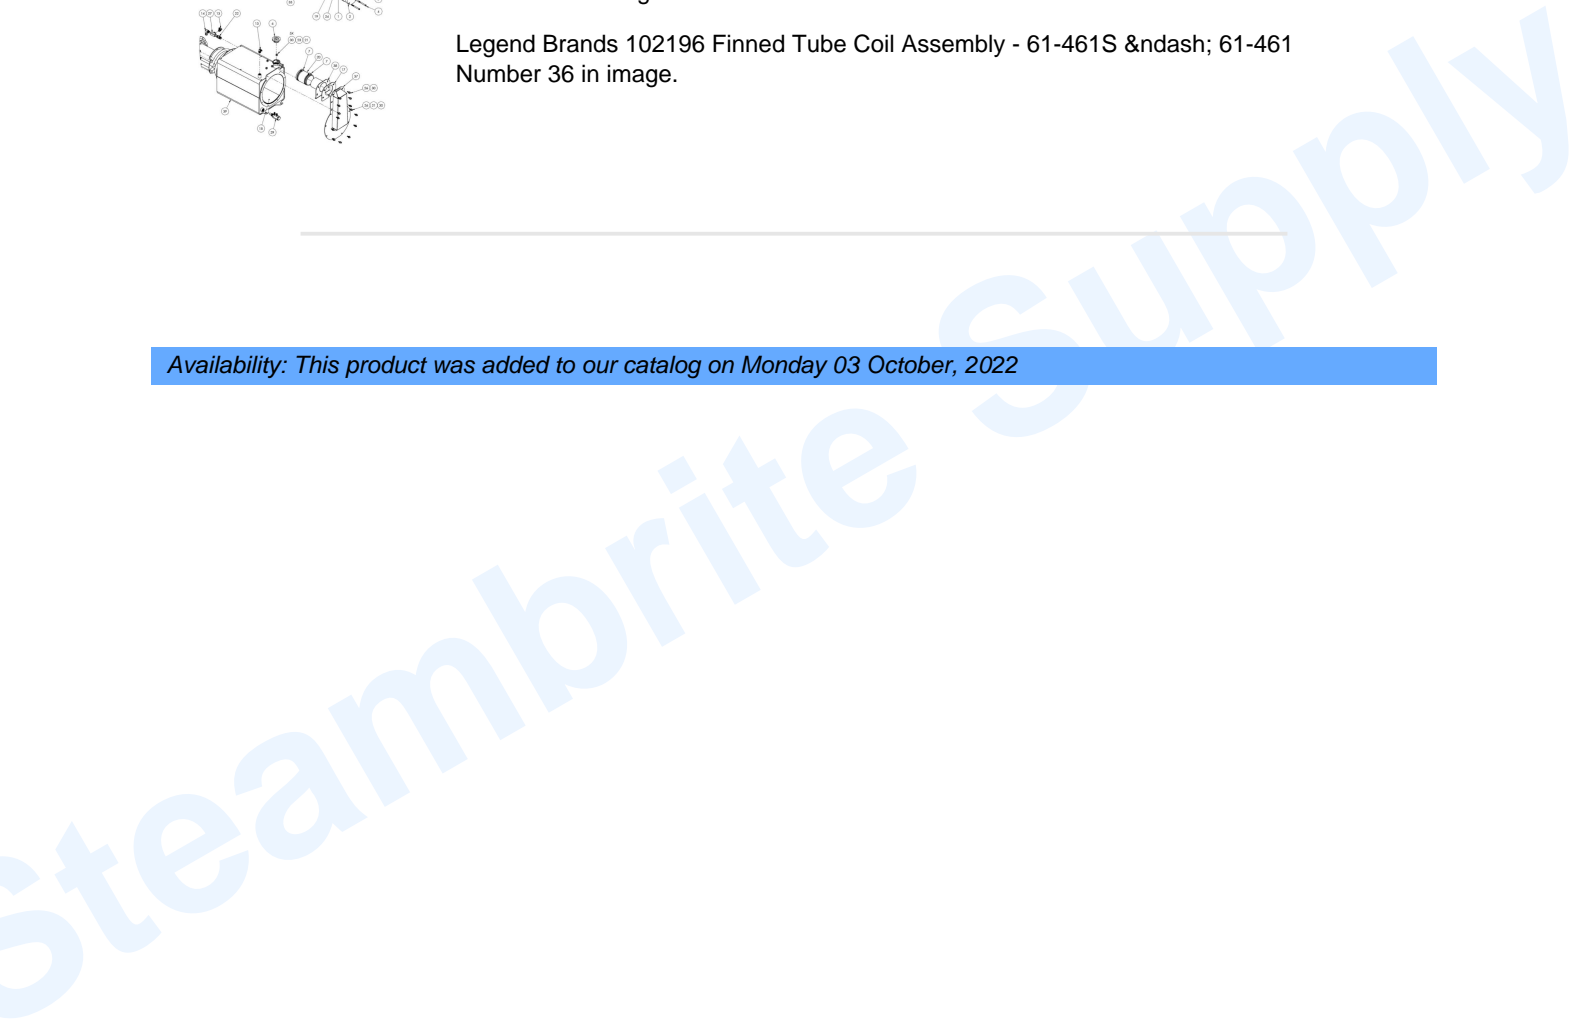 Legend Brands 102196 Finned Tube Coil Assembly - 61-461S &ndash; 61-461
Number 36 in image.
Availability: This product was added to our catalog on Monday 03 October, 2022
Steambrite Supply